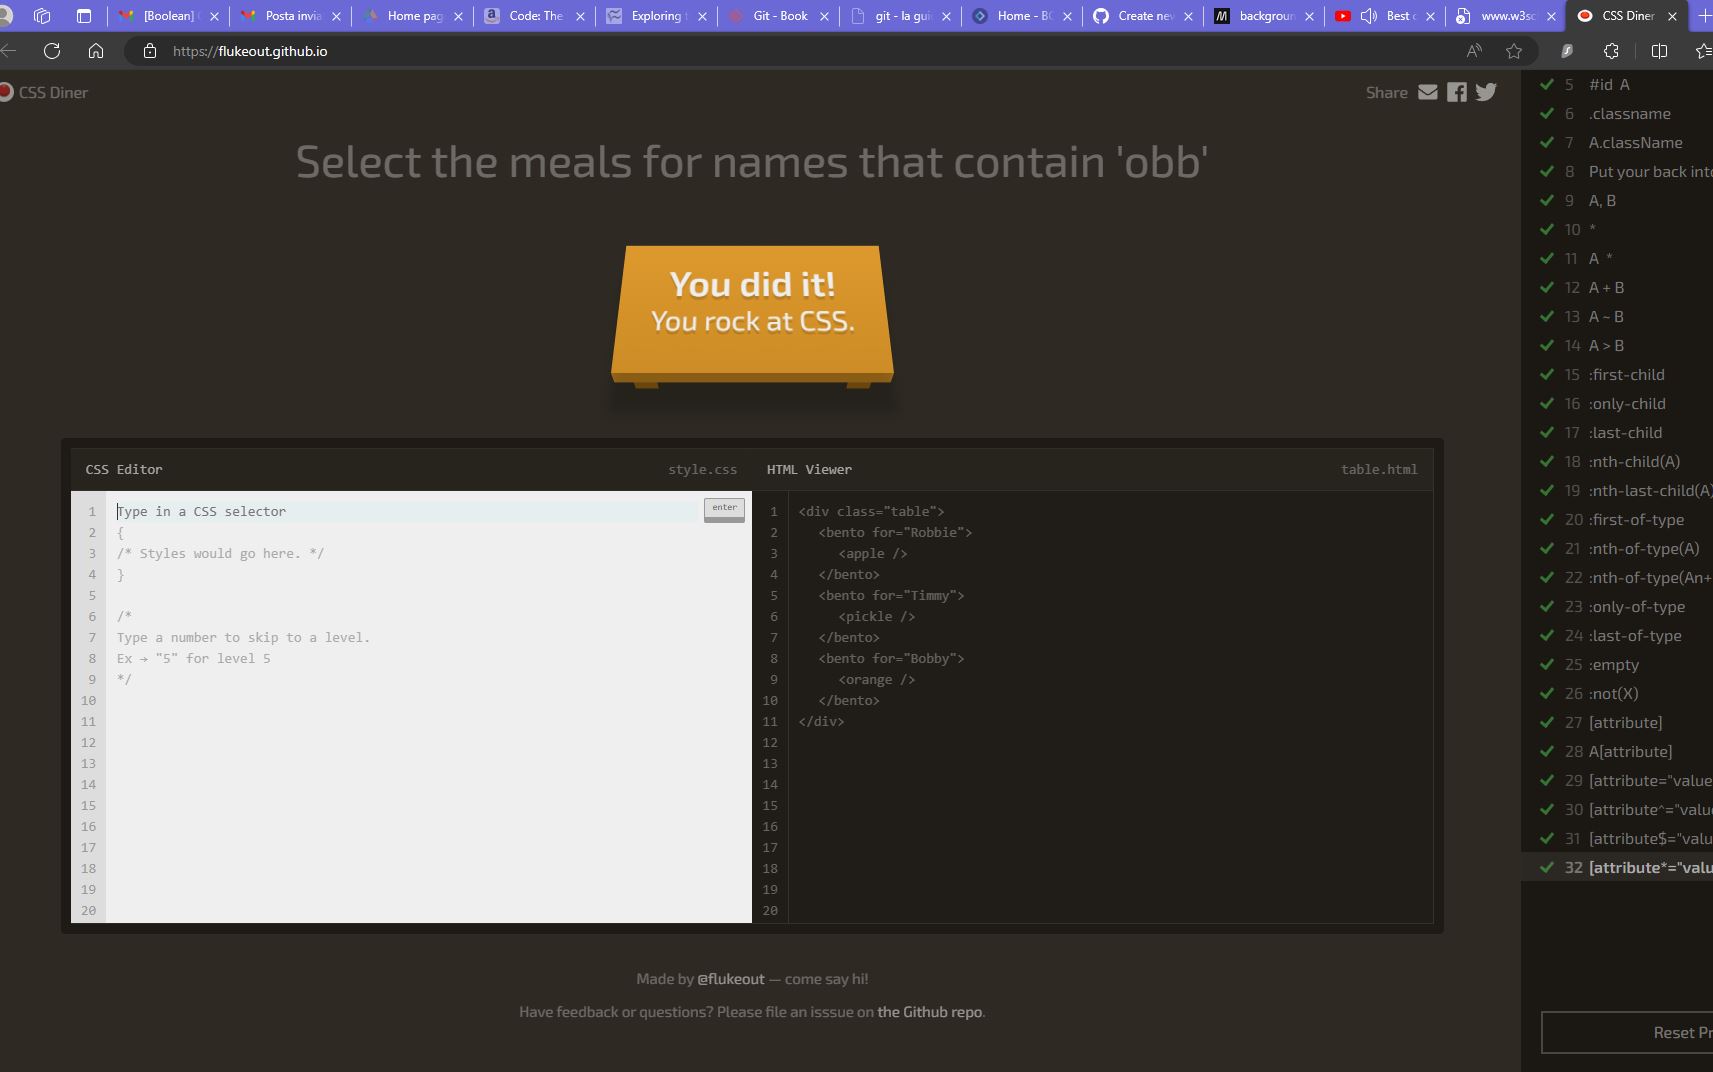 [Boolean]
Posta invia
Home pag
Code: The
Exploring
Git - Book
git - la gui
Home - BC
Create nev
backgroun
Best
www.w3sc
CSS Diner
https://flukeout.github.io
CSS Diner
Share
Select the meals for names that contain 'obb'
You did it!
You rock at CSS.
CSS Editor
style.css
1 Type in a CSS selector
enter
2 {
3 /* Styles would go here. */
4 }
5
6 /*
7 Type a number to skip to a level.
8 Ex → "5" for level 5
9 */
10
11
12
13
14
15
16
17
18
19
20
HTML Viewer
table.html
1 <div class="table">
2 <bento for="Robbie">
3 <apple />
4 </bento>
5 <bento for="Timmy">
6 <pickle />
7 </bento>
8 <bento for="Bobby">
9 <orange />
10 </bento>
11 </div>
12
13
14
15
16
17
18
19
20
Made by @flukeout — come say hi!
Have feedback or questions? Please file an isssue on the Github repo.
5 #id A
6 .classname
7 A.className
8 Put your back into
9 A, B
10 *
11 A *
12 A + B
13 A ~ B
14 A > B
15 :first-child
16 :only-child
17 :last-child
18 :nth-child(A)
19 :nth-last-child(A)
20 :first-of-type
21 :nth-of-type(A)
22 :nth-of-type(An+
23 :only-of-type
24 :last-of-type
25 :empty
26 :not(X)
27 [attribute]
28 A[attribute]
29 [attribute="value
30 [attribute^="valu
31 [attribute$="valu
32 [attribute*="valu
Reset Pr